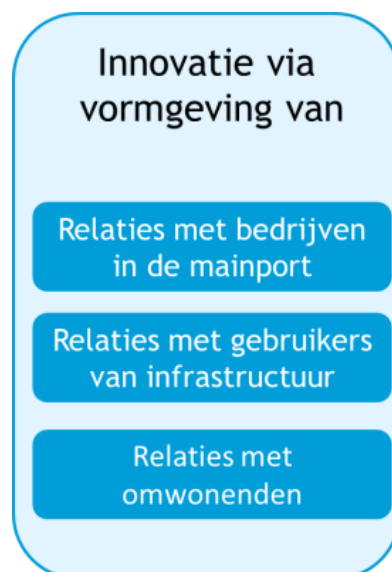 Innovatie via
vormgeving van
Relaties met bedrijven
in de mainport
Relaties met gebruikers
van infrastructuur
Relaties met
omwonenden